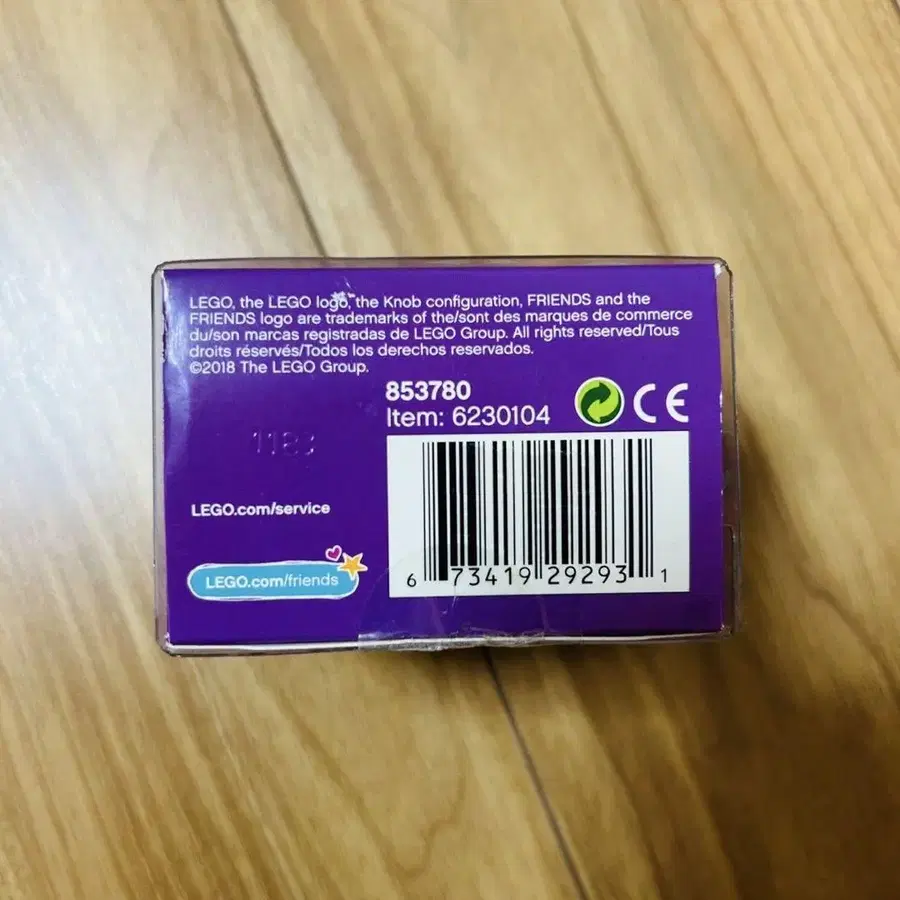 LEGO, the LEGO logo, the Knob configuration, FRIENDS and the
FRIENDS logo are trademarks of the/sont des marques de commerce
du/son marcas registradas de LEGO Group. All rights reserved/Tous
droits réservés/Todos los derechos reservados.
©2018 The LEGO Group.
853780
Item: 6230104
CE
LEGO.com/service
LEGO.com/friends
6 73419 29293 1